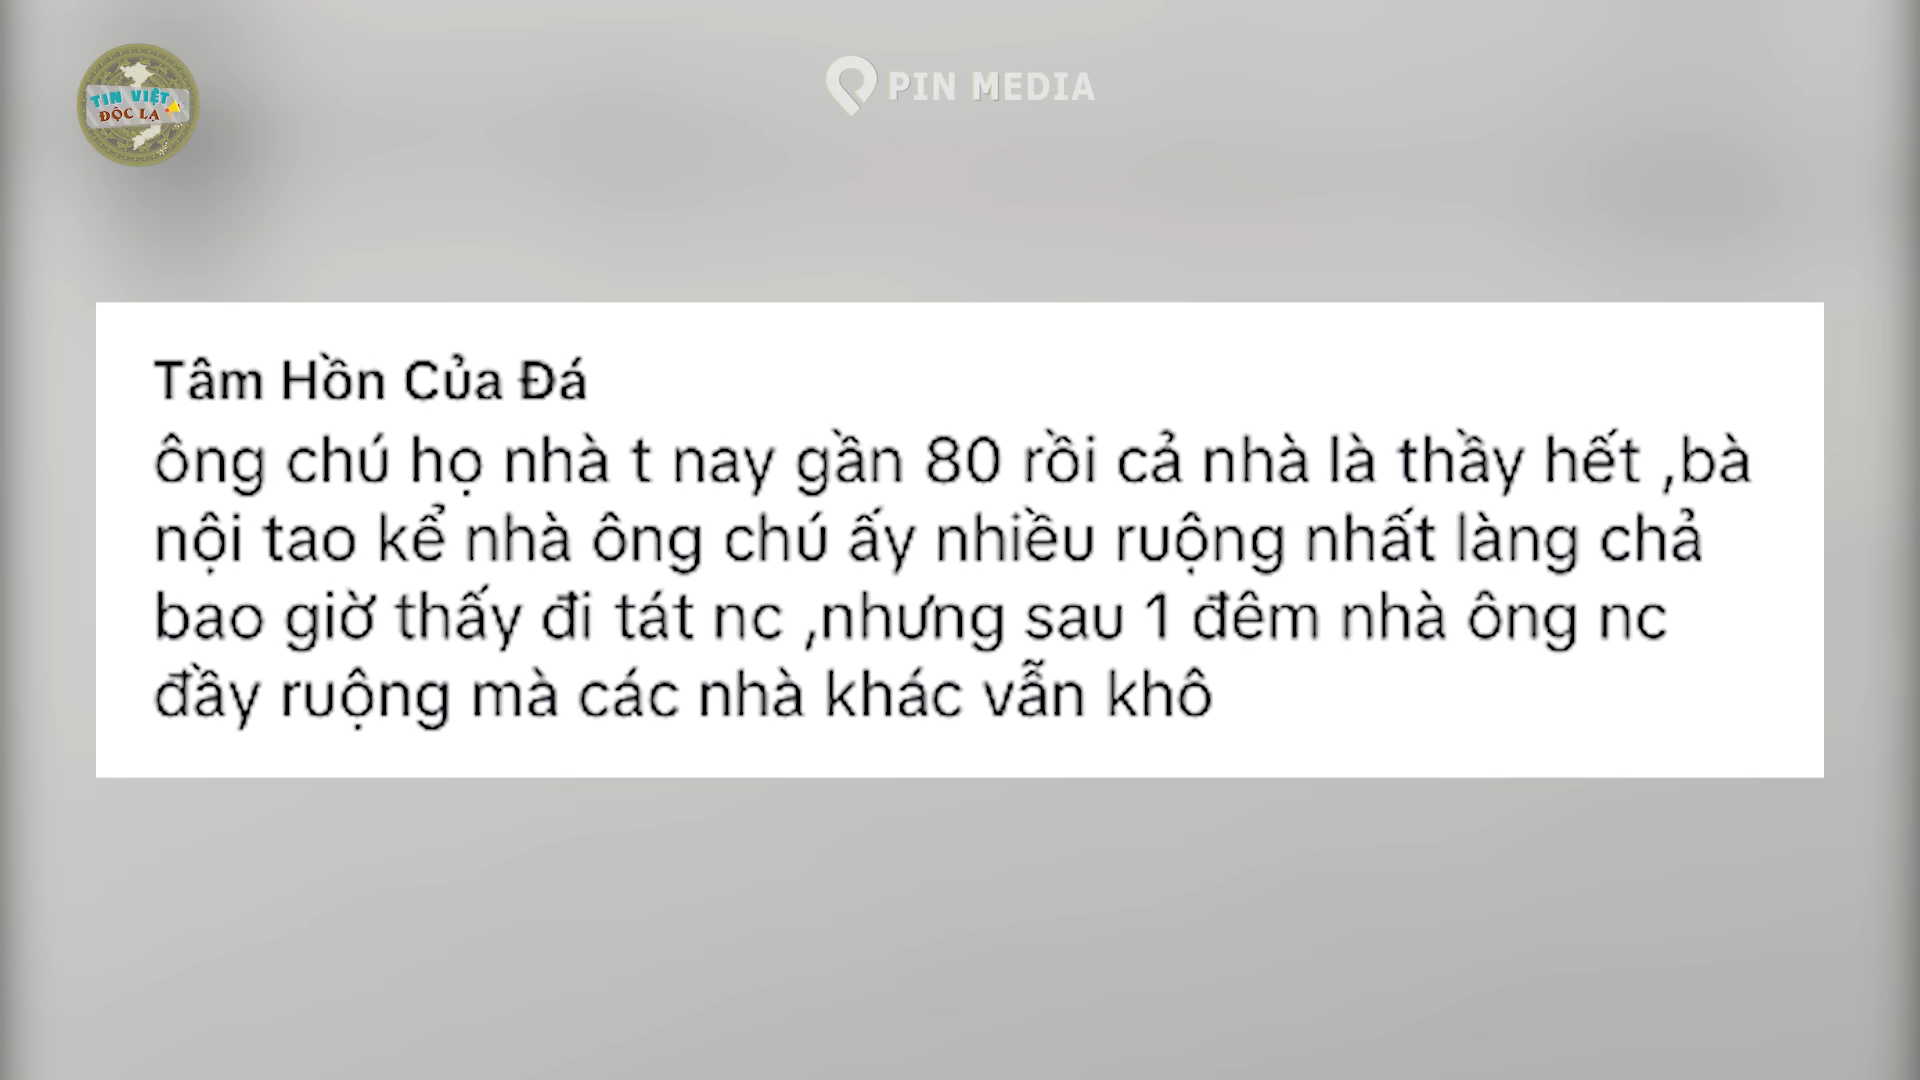 TIN VIỆT
ĐỘC LẠ
PIN MEDIA
Tâm Hồn Của Đá
ông chú họ nhà t nay gần 80 rồi cả nhà là thầy hết ,bà
nội tao kể nhà ông chú ấy nhiều ruộng nhất làng chả
bao giờ thấy đi tát nc ,nhưng sau 1 đêm nhà ông nc
đầy ruộng mà các nhà khác vẫn khô